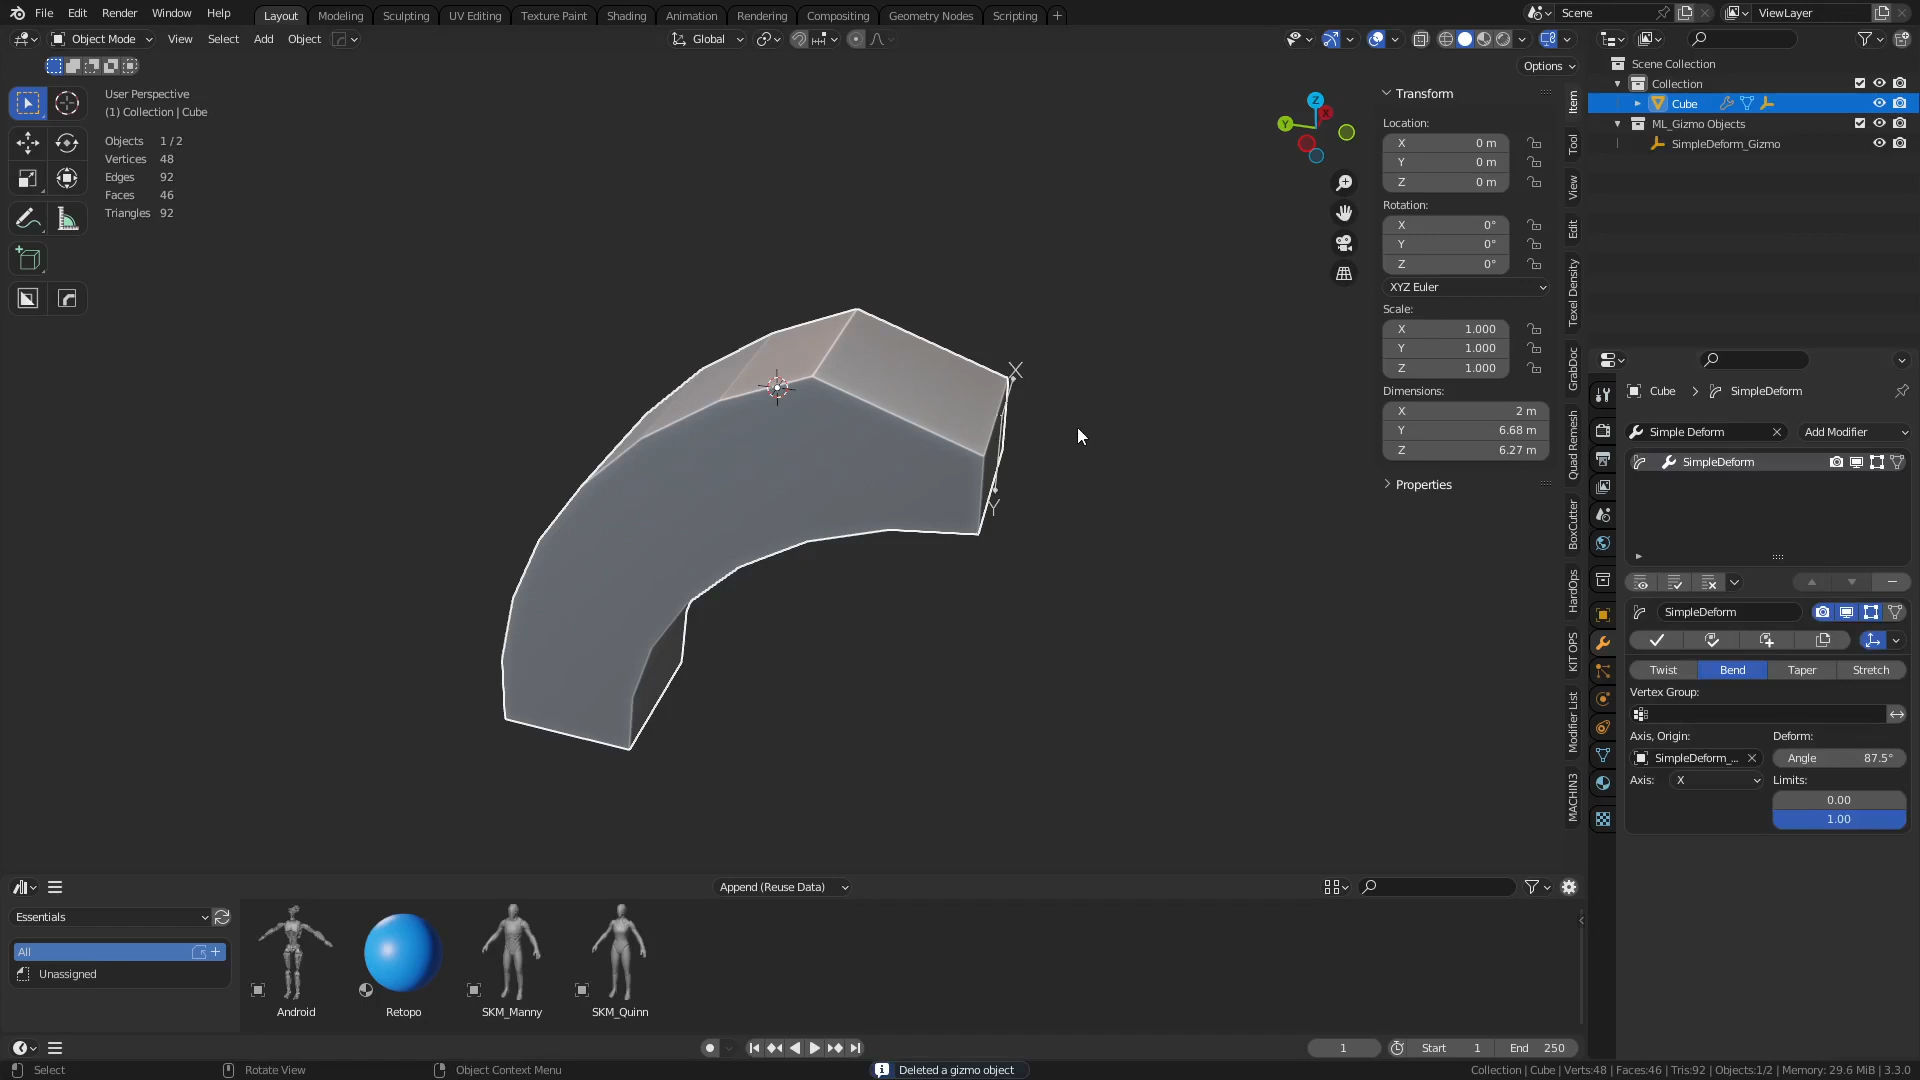 File Edit Render Window Help
Layout Modeling Sculpting UV Editing Texture Paint Shading Animation Rendering Compositing Geometry Nodes Scripting +
Scene
ViewLayer
Object Mode View Select Add Object
Global
Options
User Perspective
(1) Collection | Cube
Objects 1 / 2
Vertices 48
Edges 92
Faces 46
Triangles 92
Z
X
Y
X
Y
Transform
Location:
X 0 m
Y 0 m
Z 0 m
Rotation:
X 0°
Y 0°
Z 0°
XYZ Euler
Scale:
X 1.000
Y 1.000
Z 1.000
Dimensions:
X 2 m
Y 6.68 m
Z 6.27 m
Properties
Item
Tool
View
Edit
Texel Density
GrabDoc
Quad Remesh
BoxCutter
HardOps
KIT OPS
Modifier List
MACHIN3
Scene Collection
Collection
Cube
ML_Gizmo Objects
SimpleDeform_Gizmo
Cube > SimpleDeform
Simple Deform
Add Modifier
SimpleDeform
SimpleDeform
Twist Bend Taper Stretch
Vertex Group:
Axis, Origin: Deform:
SimpleDeform_... Angle 87.5°
Axis: X Limits:
0.00
1.00
Append (Reuse Data)
Essentials
All
Unassigned
Android Retopo SKM_Manny SKM_Quinn
1 Start 1 End 250
Select Rotate View Object Context Menu
Deleted a gizmo object
Collection | Cube | Verts:48 | Faces:46 | Tris:92 | Objects:1/2 | Memory: 29.6 MiB | 3.3.0